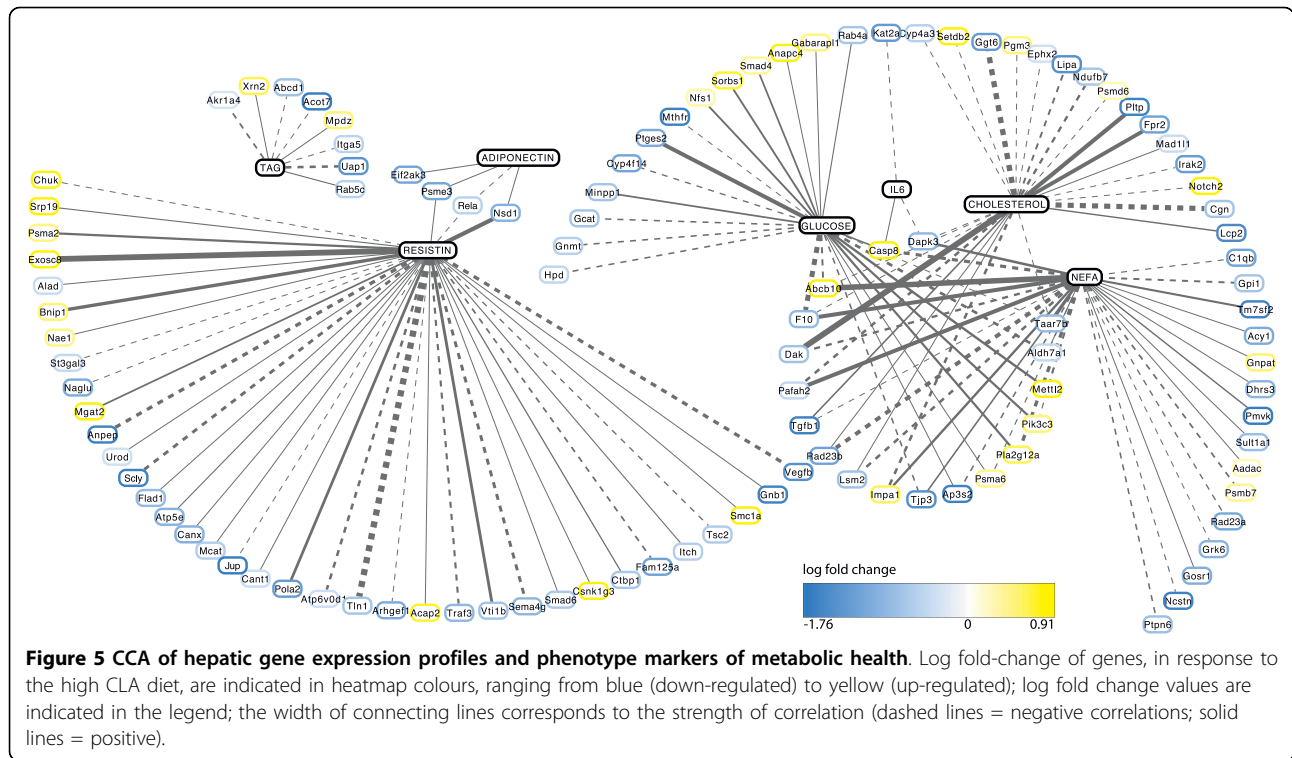 Gabarapl1
Rab4a
Kat2a
Cyp4a31
Setdb2
Ggt6
Pgm3
Ephx2
Lipa
Ndufb7
Psmd6
Pltp
Fpr2
Mad1l1
Irak2
Notch2
Cgn
Lcp2
C1qb
Gpi1
Tm7sf2
Acy1
Gnpat
Dhrs3
Pmvk
Sult1a1
Aadac
Psmb7
Rad23a
Grk6
Gosr1
Ncstn
Ptpn6
Anapc4
Smad4
Sorbs1
Nfs1
Mthfr
Ptges2
Cyp4f14
Minpp1
Gcat
Gnmt
Hpd
GLUCOSE
IL6
CHOLESTEROL
NEFA
Casp8
Dapk3
Abcb10
F10
Dak
Pafah2
Tgfb1
Rad23b
Lsm2
Impa1
Tjp3
Ap3s2
Psma6
Pla2g12a
Pik3c3
Mettl2
Aldh7a1
Taar7b
Akr1a4
Xrn2
Abcd1
Acot7
Mpdz
Itga5
Uap1
Rab5c
TAG
ADIPONECTIN
Eif2ak3
Psme3
Rela
Nsd1
RESISTIN
Chuk
Srp19
Psma2
Exosc8
Alad
Bnip1
Nae1
St3gal3
Naglu
Mgat2
Anpep
Urod
Scly
Flad1
Atp5e
Canx
Mcat
Jup
Cant1
Pola2
Atp6v0d1
Tln1
Arhgef1
Acap2
Traf3
Vti1b
Sema4g
Smad6
Csnk1g3
Ctbp1
Fam125a
Itch
Tsc2
Smc1a
Gnb1
Vegfb
log fold change
-1.76 0 0.91
Figure 5 CCA of hepatic gene expression profiles and phenotype markers of metabolic health. Log fold-change of genes, in response to
the high CLA diet, are indicated in heatmap colours, ranging from blue (down-regulated) to yellow (up-regulated); log fold change values are
indicated in the legend; the width of connecting lines corresponds to the strength of correlation (dashed lines = negative correlations; solid
lines = positive).